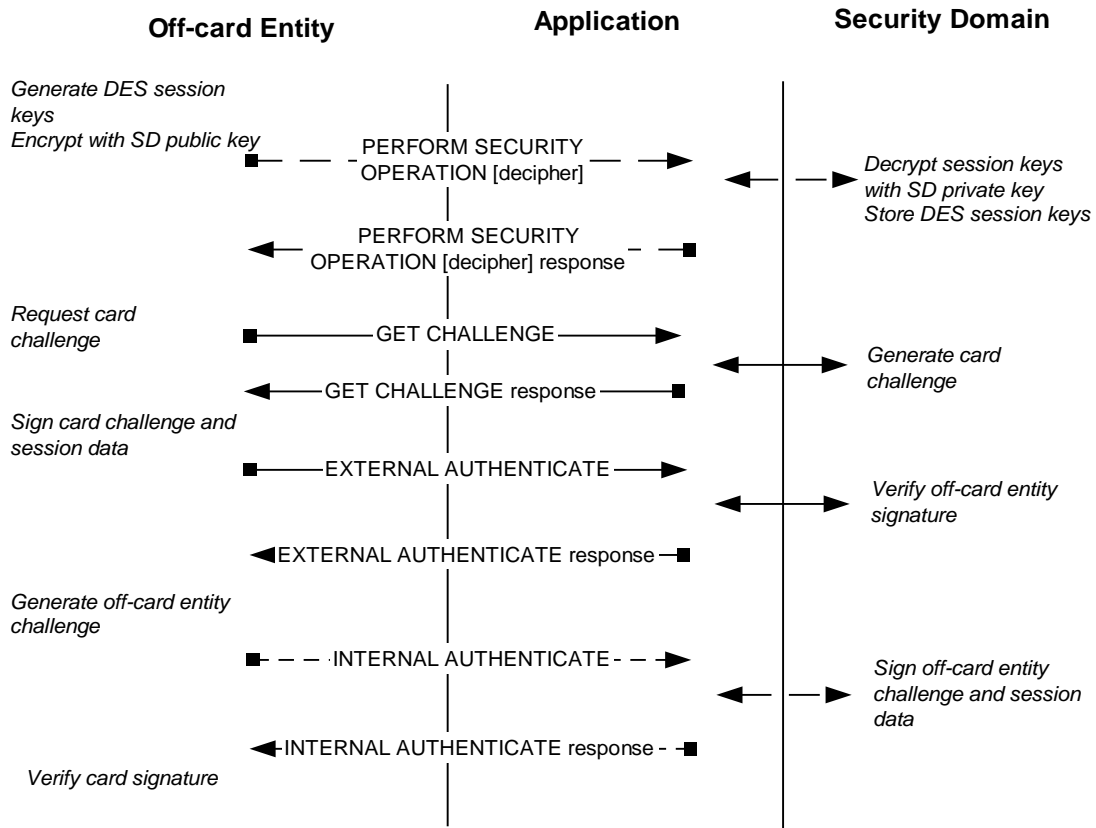 Off-card Entity
Application
Security Domain
Generate DES session
keys
Encrypt with SD public key
PERFORM SECURITY
OPERATION [decipher]
Decrypt session keys
with SD private key
Store DES session keys
PERFORM SECURITY
OPERATION [decipher] response
Request card
challenge
GET CHALLENGE
Generate card
challenge
GET CHALLENGE response
Sign card challenge and
session data
EXTERNAL AUTHENTICATE
Verify off-card entity
signature
EXTERNAL AUTHENTICATE response
Generate off-card entity
challenge
INTERNAL AUTHENTICATE
Sign off-card entity
challenge and session
data
INTERNAL AUTHENTICATE response
Verify card signature